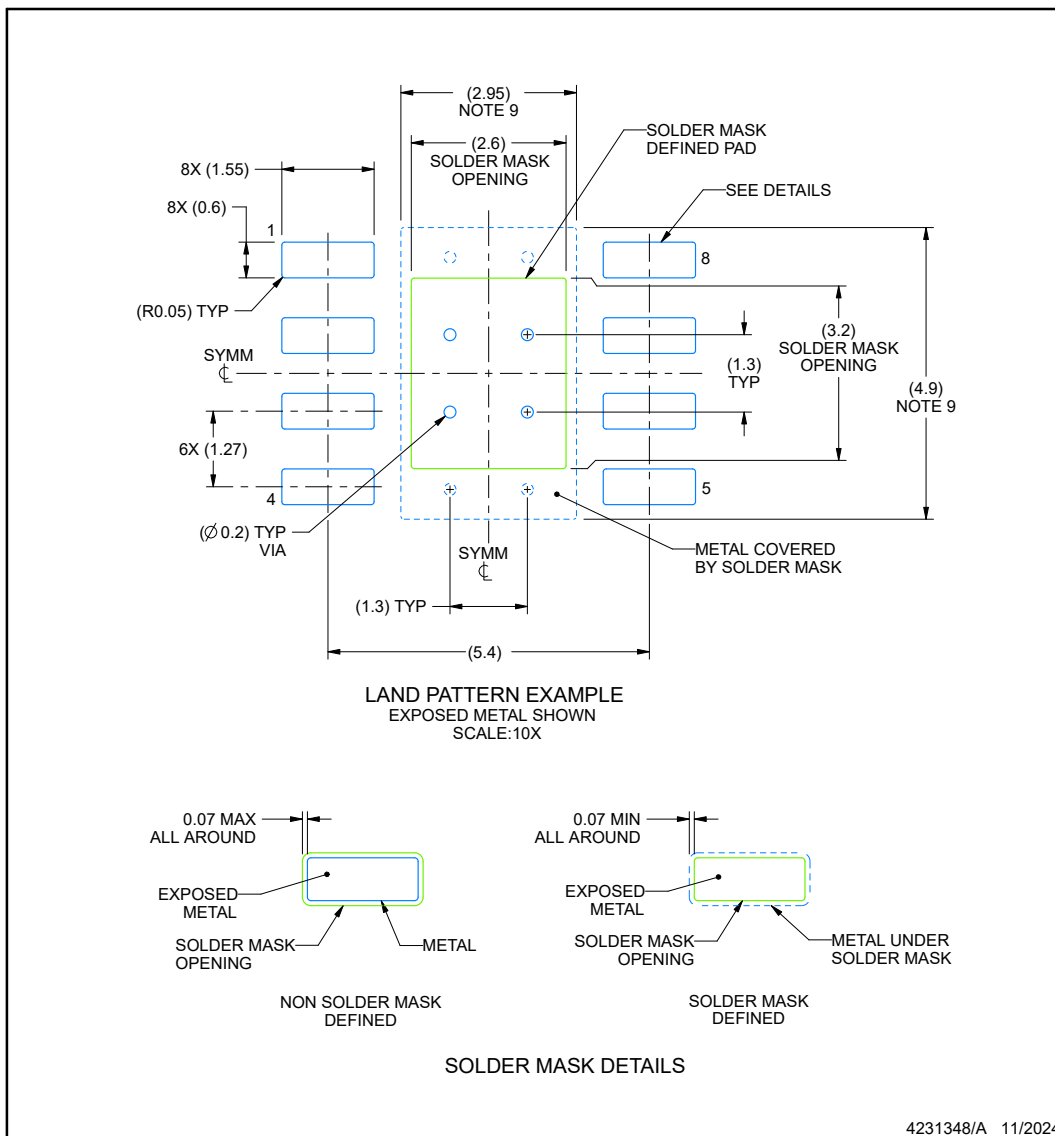 (2.95)
NOTE 9
(2.6)
SOLDER MASK
OPENING
SOLDER MASK
DEFINED PAD
8X (1.55)
SEE DETAILS
8X (0.6)
1
8
(R0.05) TYP
(3.2)
SOLDER MASK
OPENING
SYMM
℄
(1.3)
TYP
(4.9)
NOTE 9
6X (1.27)
4
5
(Ø 0.2) TYP
VIA
SYMM
℄
METAL COVERED
BY SOLDER MASK
(1.3) TYP
(5.4)
LAND PATTERN EXAMPLE
EXPOSED METAL SHOWN
SCALE:10X
0.07 MAX
ALL AROUND
EXPOSED
METAL
SOLDER MASK
OPENING
METAL
NON SOLDER MASK
DEFINED
0.07 MIN
ALL AROUND
EXPOSED
METAL
SOLDER MASK
OPENING
METAL UNDER
SOLDER MASK
SOLDER MASK
DEFINED
SOLDER MASK DETAILS
4231348/A 11/2024